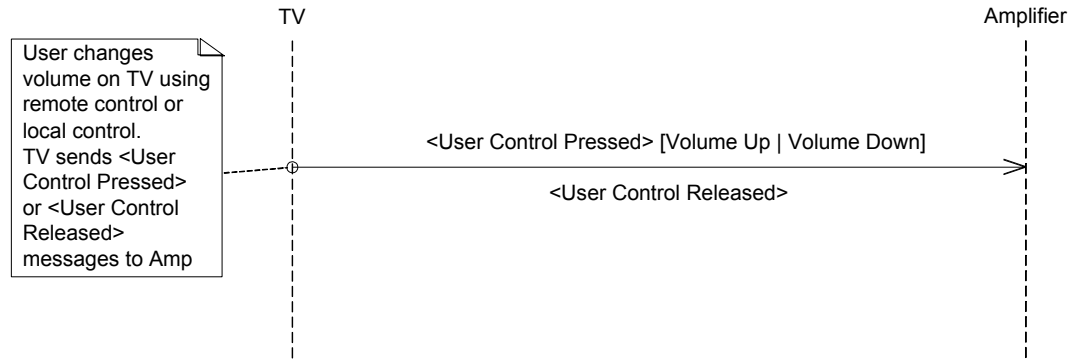 TV
Amplifier
User changes
volume on TV using
remote control or
local control.
TV sends <User
Control Pressed>
or <User Control
Released>
messages to Amp
<User Control Pressed> [Volume Up | Volume Down]
<User Control Released>